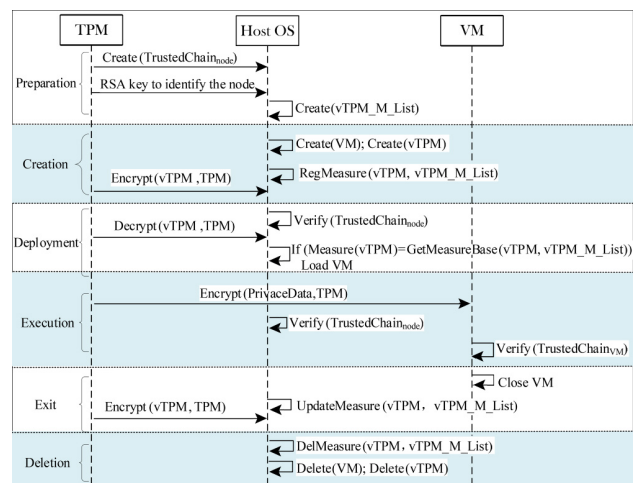 TPM
Host OS
VM
Preparation
Create(TrustedChainnode)
RSA key to identify the node
Create(vTPM_M_List)
Creation
Create(VM); Create(vTPM)
RegMeasure(vTPM, vTPM_M_List)
Encrypt(vTPM ,TPM)
Deployment
Verify(TrustedChainnode)
Decrypt(vTPM ,TPM)
If (Measure(vTPM)=GetMeasureBase(vTPM, vTPM_M_List))
Load VM
Execution
Encrypt(PrivaceData,TPM)
Verify(TrustedChainnode)
Verify(TrustedChainVM)
Exit
Close VM
Encrypt(vTPM, TPM)
UpdateMeasure(vTPM, vTPM_M_List)
Deletion
DelMeasure(vTPM, vTPM_M_List)
Delete(VM); Delete(vTPM)